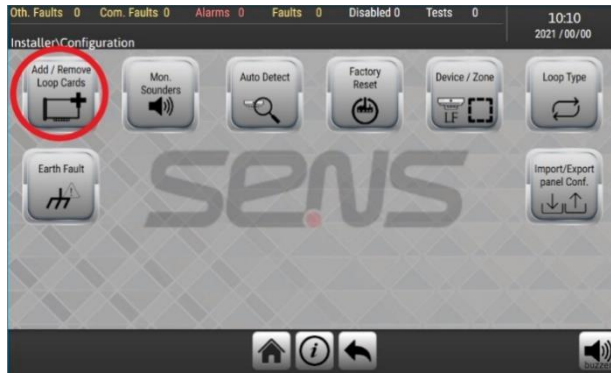 Oth. Faults 0 Com. Faults 0 Alarms 0 Faults 0 Disabled 0 Tests 0
10:10
2021 / 00 / 00
Installer\Configuration
Add / Remove
Loop Cards
Mon.
Sounders
Auto Detect
Factory
Reset
Device / Zone
LF
Loop Type
Earth Fault
Import/Export
panel Conf.
SENS
i
buzzer